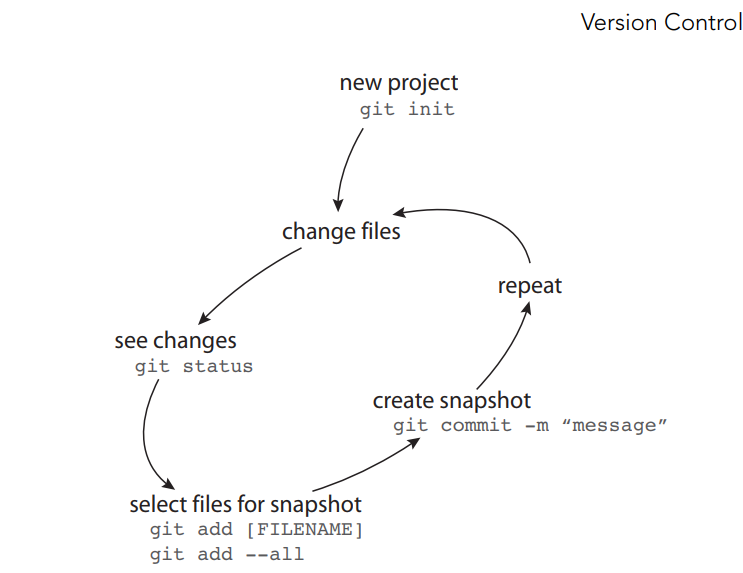 Version Control
new project
git init
change files
repeat
see changes
git status
create snapshot
git commit -m “message”
select files for snapshot
git add [FILENAME]
git add --all